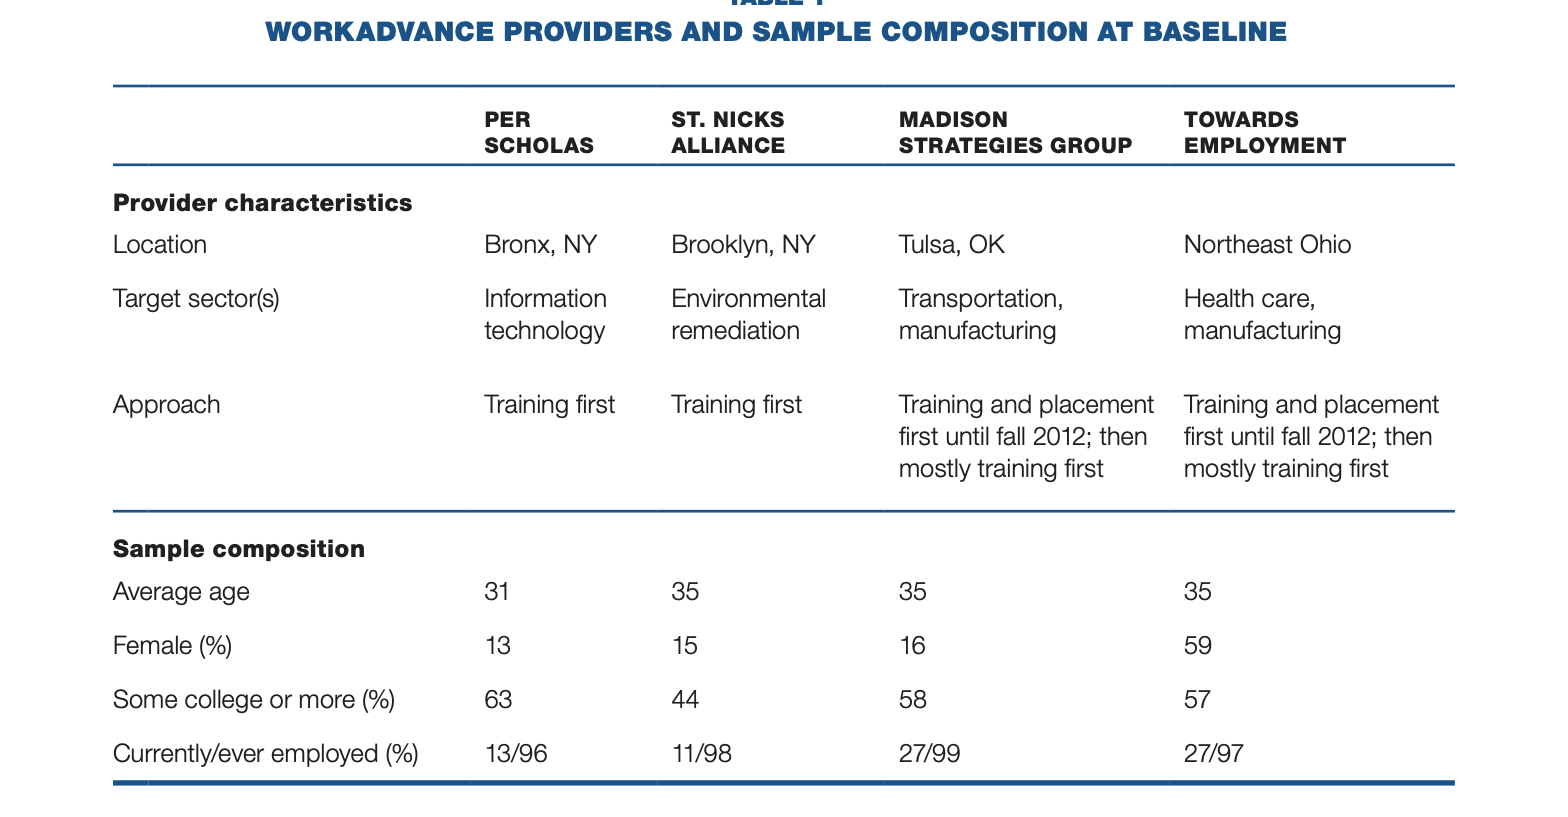 WORKADVANCE PROVIDERS AND SAMPLE COMPOSITION AT BASELINE
PER SCHOLAS ST. NICKS ALLIANCE MADISON STRATEGIES GROUP TOWARDS EMPLOYMENT
Provider characteristics
Location Bronx, NY Brooklyn, NY Tulsa, OK Northeast Ohio
Target sector(s) Information technology Environmental remediation Transportation, manufacturing Health care, manufacturing
Approach Training first Training first Training and placement first until fall 2012; then mostly training first Training and placement first until fall 2012; then mostly training first
Sample composition
Average age 31 35 35 35
Female (%) 13 15 16 59
Some college or more (%) 63 44 58 57
Currently/ever employed (%) 13/96 11/98 27/99 27/97